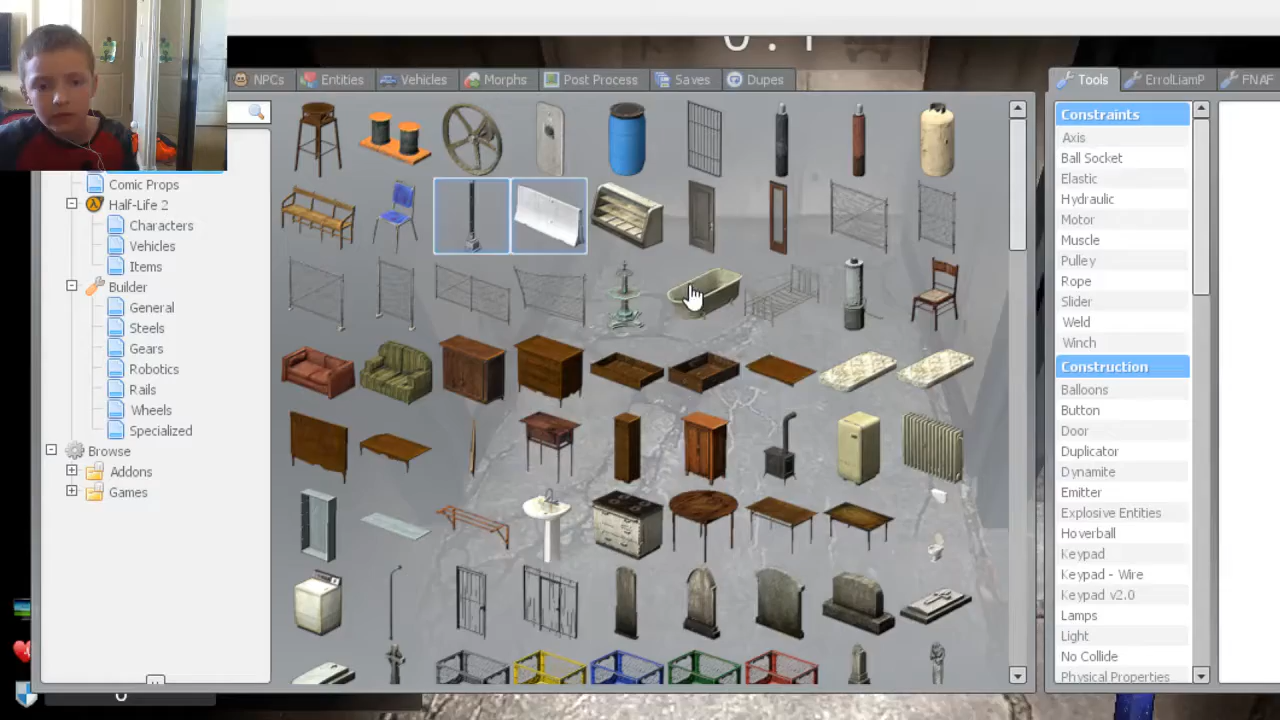 NPCs Entities Vehicles Morphs Post Process Saves Dupes
Tools ErrolLiamP FNAF
Comic Props
Half-Life 2
Characters
Vehicles
Items
Builder
General
Steels
Gears
Robotics
Rails
Wheels
Specialized
Browse
Addons
Games
Constraints
Axis
Ball Socket
Elastic
Hydraulic
Motor
Muscle
Pulley
Rope
Slider
Weld
Winch
Construction
Balloons
Button
Door
Duplicator
Dynamite
Emitter
Explosive Entities
Hoverball
Keypad
Keypad - Wire
Keypad v2.0
Lamps
Light
No Collide
Physical Properties